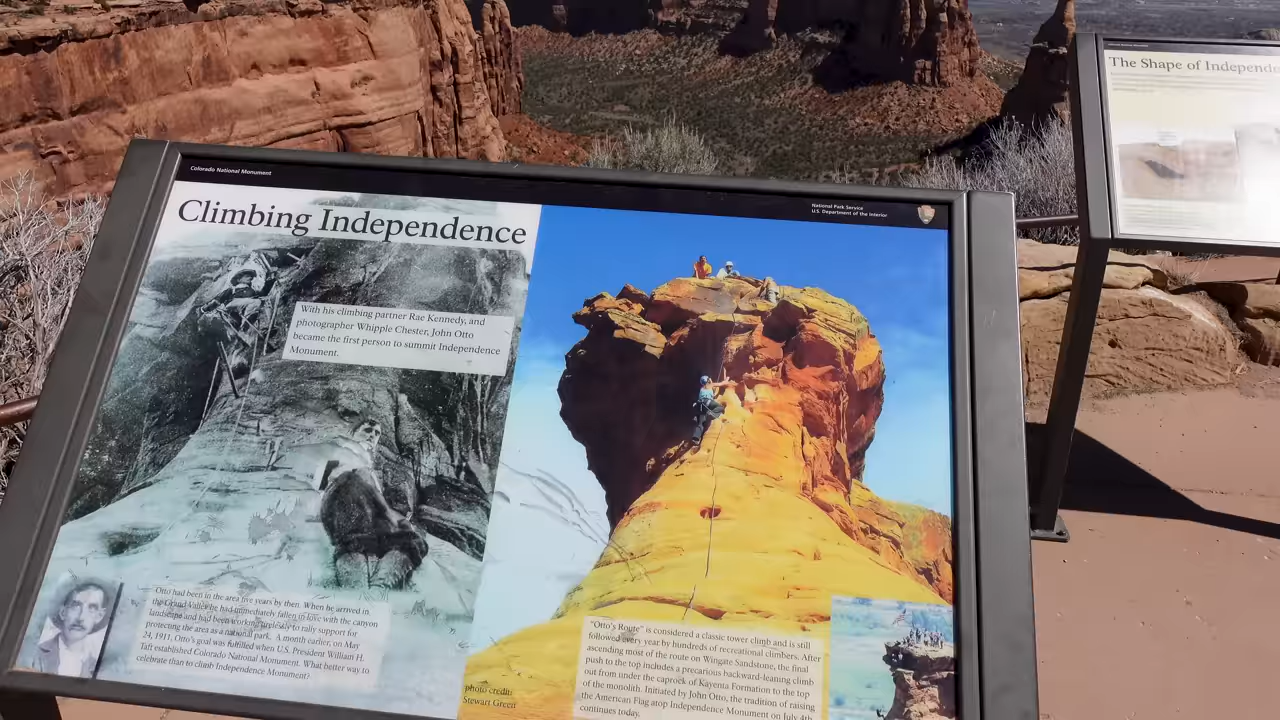 Colorado National Monument
National Park Service
U.S. Department of the Interior
Climbing Independence
With his climbing partner Rae Kennedy, and
photographer Whipple Chester, John Otto
became the first person to summit Independence
Monument.
Otto had been in the area five years by then. When he arrived in
the Grand Valley he had immediately fallen in love with the canyon
landscape and had been working tirelessly to rally support for
protecting the area as a national park. A month earlier, on May
24, 1911, Otto's goal was fulfilled when U.S. President William H.
Taft established Colorado National Monument. What better way to
celebrate than to climb Independence Monument?
photo credit:
Stewart Green
"Otto's Route" is considered a classic tower climb and is still
followed every year by hundreds of recreational climbers. After
ascending most of the route on Wingate Sandstone, the final
push to the top includes a precarious backward-leaning climb
out from under the caprock of Kayenta Formation to the top
of the monolith. Initiated by John Otto, the tradition of raising
the American Flag atop Independence Monument on July 4th
continues today.
The Shape of Independe